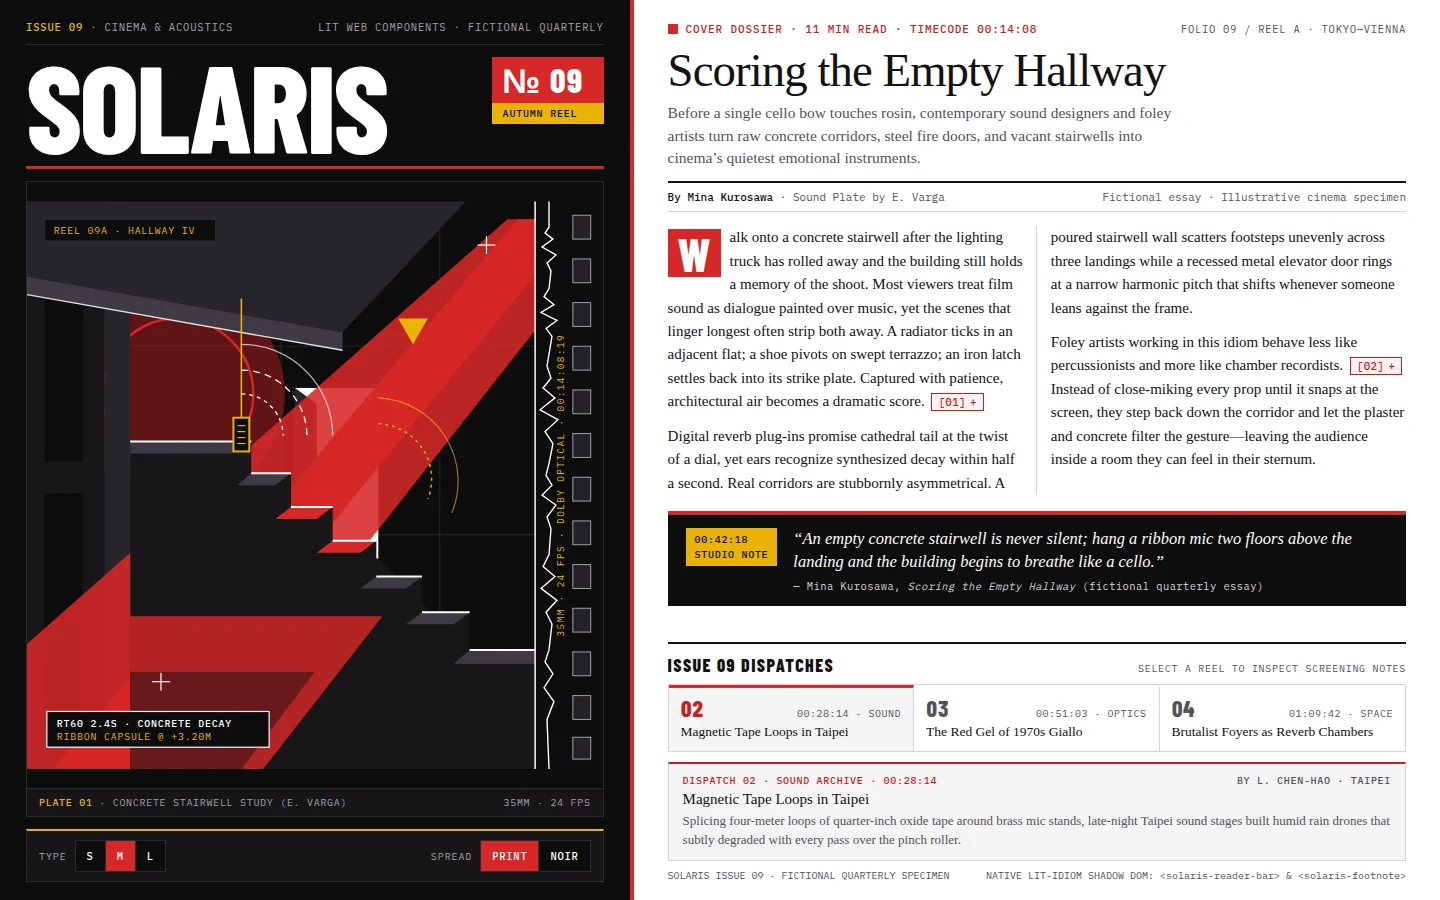 ISSUE 09 · CINEMA & ACOUSTICS
LIT WEB COMPONENTS · FICTIONAL QUARTERLY
SOLARIS
№ 09
AUTUMN REEL
REEL 09A · HALLWAY IV
35MM · 24 FPS · DOLBY OPTICAL · 00:14:08:19
RT60 2.4S · CONCRETE DECAY
RIBBON CAPSULE @ +3.20M
PLATE 01 · CONCRETE STAIRWELL STUDY (E. VARGA)
35MM · 24 FPS
TYPE S M L
SPREAD PRINT NOIR
COVER DOSSIER · 11 MIN READ · TIMECODE 00:14:08
FOLIO 09 / REEL A · TOKYO—VIENNA
Scoring the Empty Hallway
Before a single cello bow touches rosin, contemporary sound designers and foley
artists turn raw concrete corridors, steel fire doors, and vacant stairwells into
cinema’s quietest emotional instruments.
By Mina Kurosawa · Sound Plate by E. Varga
Fictional essay · Illustrative cinema specimen
Walk onto a concrete stairwell after the lighting
truck has rolled away and the building still holds
a memory of the shoot. Most viewers treat film
sound as dialogue painted over music, yet the scenes that
linger longest often strip both away. A radiator ticks in an
adjacent flat; a shoe pivots on swept terrazzo; an iron latch
settles back into its strike plate. Captured with patience,
architectural air becomes a dramatic score. [01] +
Digital reverb plug-ins promise cathedral tail at the twist
of a dial, yet ears recognize synthesized decay within half
a second. Real corridors are stubbornly asymmetrical. A
poured stairwell wall scatters footsteps unevenly across
three landings while a recessed metal elevator door rings
at a narrow harmonic pitch that shifts whenever someone
leans against the frame.
Foley artists working in this idiom behave less like
percussionists and more like chamber recordists. [02] +
Instead of close-miking every prop until it snaps at the
screen, they step back down the corridor and let the plaster
and concrete filter the gesture—leaving the audience
inside a room they can feel in their sternum.
00:42:18
STUDIO NOTE
“An empty concrete stairwell is never silent; hang a ribbon mic two floors above the
landing and the building begins to breathe like a cello.”
— Mina Kurosawa, Scoring the Empty Hallway (fictional quarterly essay)
ISSUE 09 DISPATCHES
SELECT A REEL TO INSPECT SCREENING NOTES
02
00:28:14 · SOUND
Magnetic Tape Loops in Taipei
03
00:51:03 · OPTICS
The Red Gel of 1970s Giallo
04
01:09:42 · SPACE
Brutalist Foyers as Reverb Chambers
DISPATCH 02 · SOUND ARCHIVE · 00:28:14
BY L. CHEN-HAO · TAIPEI
Magnetic Tape Loops in Taipei
Splicing four-meter loops of quarter-inch oxide tape around brass mic stands, late-night Taipei sound stages built humid rain drones that
subtly degraded with every pass over the pinch roller.
SOLARIS ISSUE 09 · FICTIONAL QUARTERLY SPECIMEN
NATIVE LIT-IDIOM SHADOW DOM: <solaris-reader-bar> & <solaris-footnote>